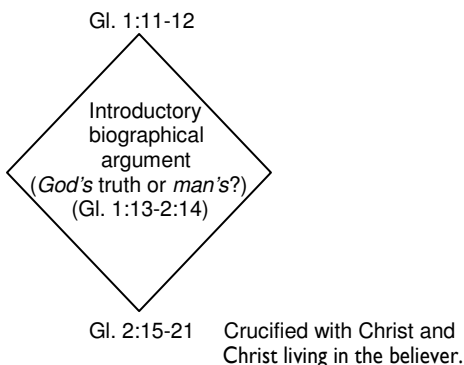 Gl. 1:11-12
Introductory
biographical
argument
(God's truth or man's?)
(Gl. 1:13-2:14)
Gl. 2:15-21 Crucified with Christ and
Christ living in the believer.